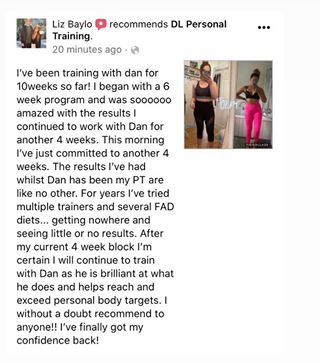 Liz Baylo recommends DL Personal
Training.
20 minutes ago ·
I've been training with dan for
10weeks so far! I began with a 6
week program and was soooooo
amazed with the results I
continued to work with Dan for
another 4 weeks. This morning
I've just committed to another 4
weeks. The results I've had
whilst Dan has been my PT are
like no other. For years I've tried
multiple trainers and several FAD
diets... getting nowhere and
seeing little or no results. After
my current 4 week block I'm
certain I will continue to train
with Dan as he is brilliant at what
he does and helps reach and
exceed personal body targets. I
without a doubt recommend to
anyone!! I've finally got my
confidence back!